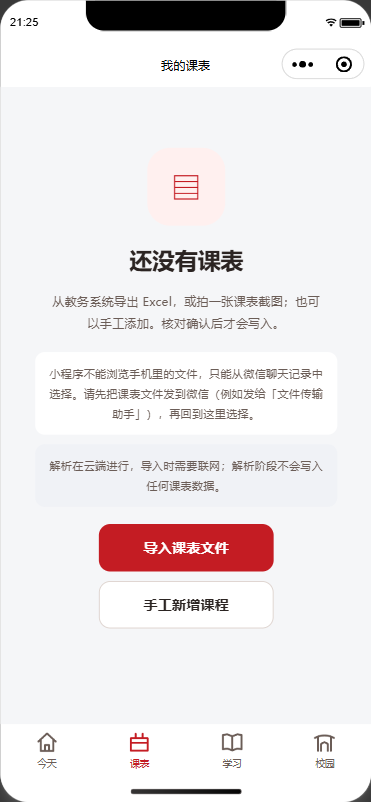 21:25
我的课表
还没有课表
从教务系统导出 Excel，或拍一张课表截图；也可
以手工添加。核对确认后才会写入。
小程序不能浏览手机里的文件，只能从微信聊天记录中
选择。请先把课表文件发到微信（例如发给「文件传输
助手」），再回到这里选择。
解析在云端进行，导入时需要联网；解析阶段不会写入
任何课表数据。
导入课表文件
手工新增课程
今天
课表
学习
校园